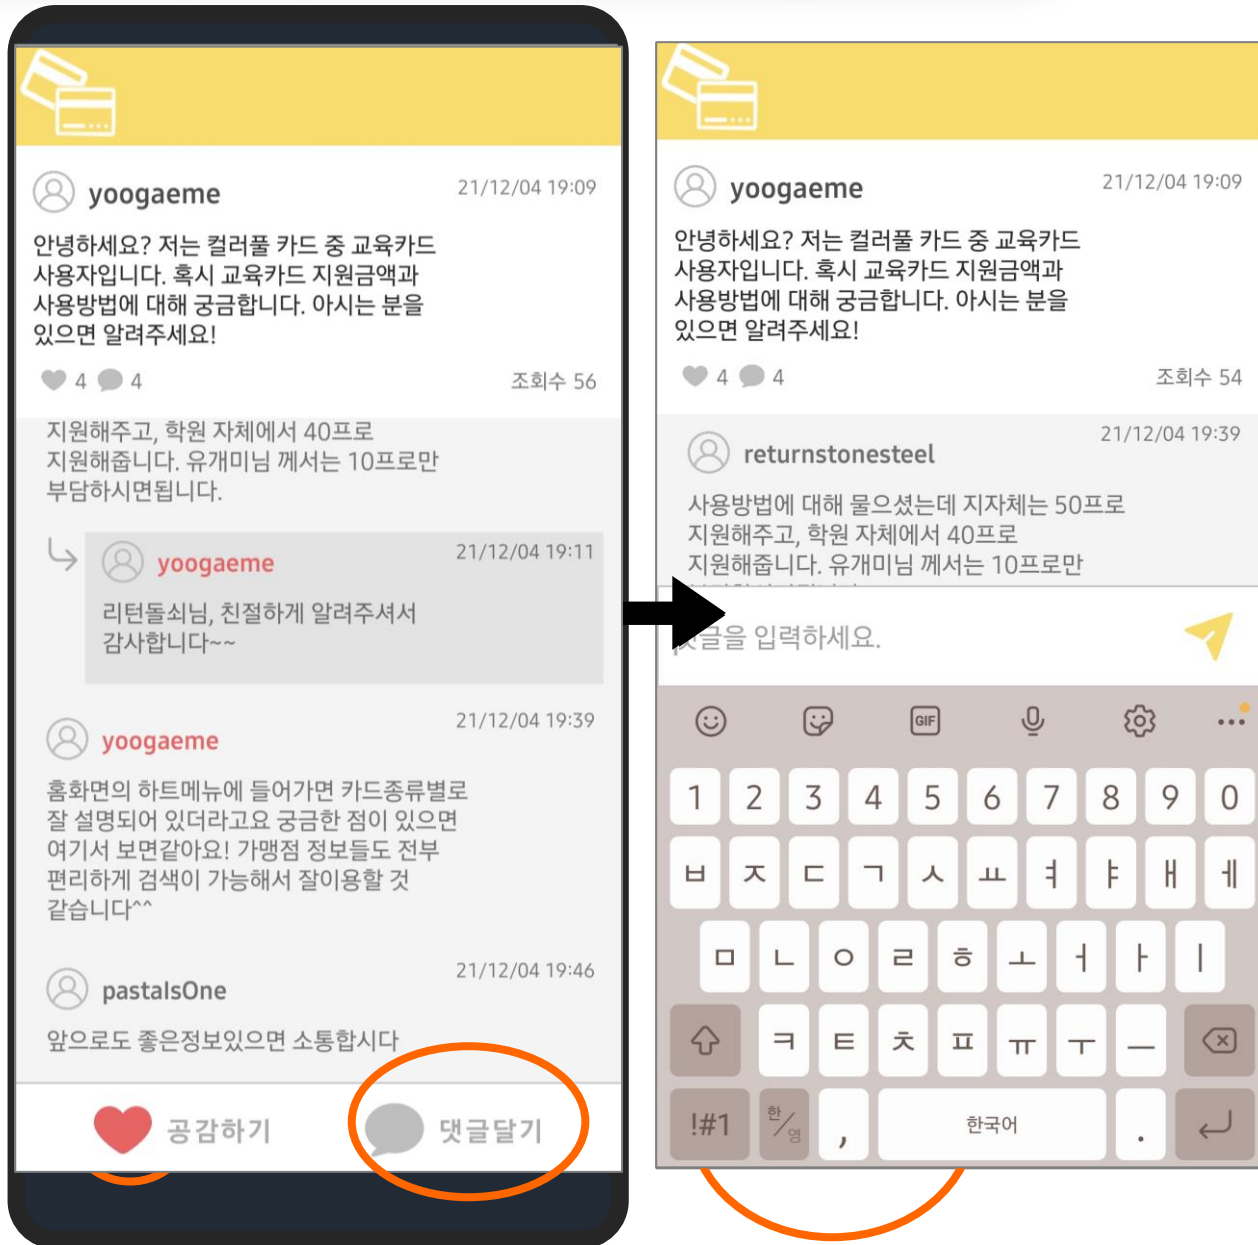 yoogaeme
21/12/04 19:09
안녕하세요? 저는 컬러풀 카드 중 교육카드
사용자입니다. 혹시 교육카드 지원금액과
사용방법에 대해 궁금합니다. 아시는 분을
있으면 알려주세요!
4 4
조회수 56
지원해주고, 학원 자체에서 40프로
지원해줍니다. 유개미님 께서는 10프로만
부담하시면됩니다.
yoogaeme
21/12/04 19:11
리턴돌쇠님, 친절하게 알려주셔서
감사합니다~~
yoogaeme
21/12/04 19:39
홈화면의 하트메뉴에 들어가면 카드종류별로
잘 설명되어 있더라고요 궁금한 점이 있으면
여기서 보면같아요! 가맹점 정보들도 전부
편리하게 검색이 가능해서 잘이용할 것
같습니다^^
pastaIsOne
21/12/04 19:46
앞으로도 좋은정보있으면 소통합시다
공감하기
댓글달기
yoogaeme
21/12/04 19:09
안녕하세요? 저는 컬러풀 카드 중 교육카드
사용자입니다. 혹시 교육카드 지원금액과
사용방법에 대해 궁금합니다. 아시는 분을
있으면 알려주세요!
4 4
조회수 54
returnstonesteel
21/12/04 19:39
사용방법에 대해 물으셨는데 지자체는 50프로
지원해주고, 학원 자체에서 40프로
지원해줍니다. 유개미님 께서는 10프로만
입력하세요.
GIF
1 2 3 4 5 6 7 8 9 0
ㅂ ㅈ ㄷ ㄱ ㅅ ㅛ ㅕ ㅑ ㅐ ㅔ
ㅁ ㄴ ㅇ ㄹ ㅎ ㅗ ㅓ ㅏ ㅣ
ㅋ ㅌ ㅊ ㅍ ㅠ ㅜ ㅡ
!#1 한/영 , 한국어 .